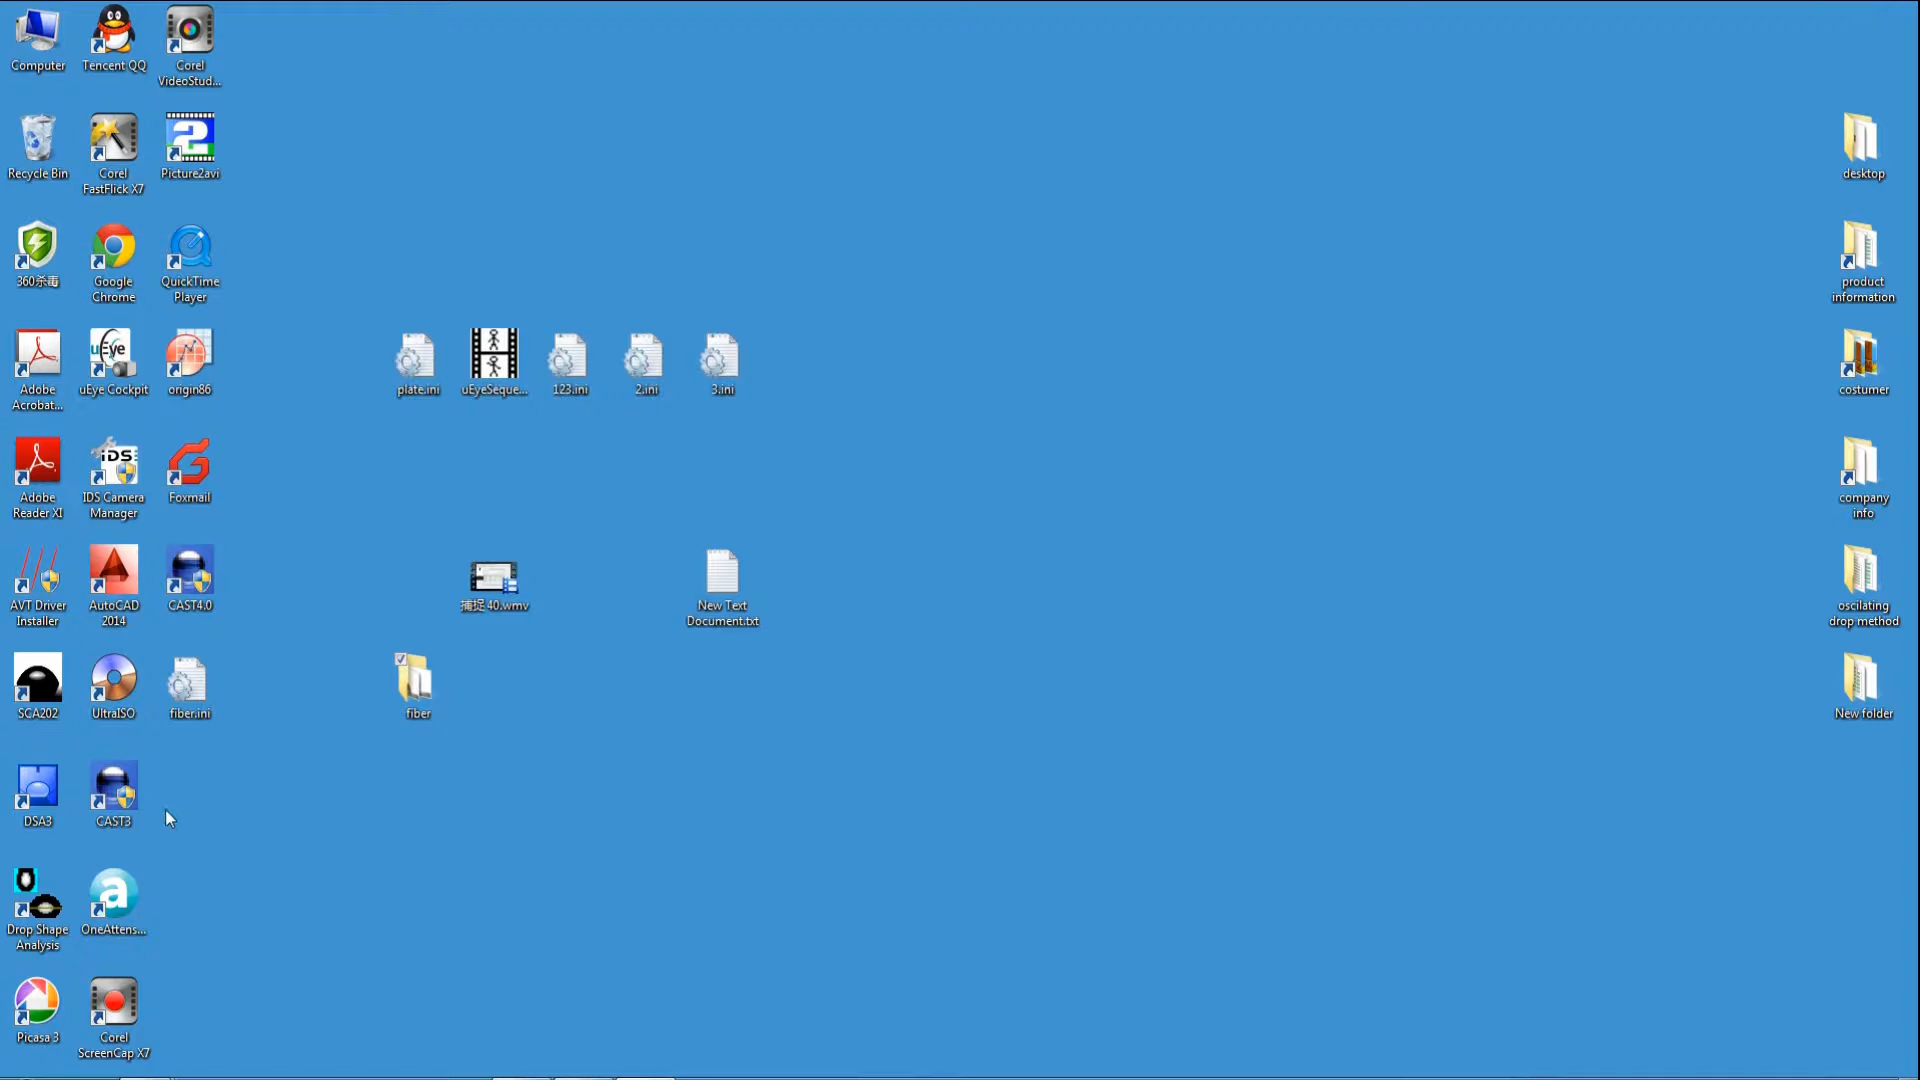 Computer
Tencent QQ
Corel
VideoStud...
Recycle Bin
Corel
FastFlick X7
Picture2avi
desktop
360杀毒
Google
Chrome
QuickTime
Player
product
information
Adobe
Acrobat...
uEye
uEye Cockpit
origin86
plate.ini
uEyeSeque...
123.ini
2.ini
3.ini
costumer
Adobe
Reader XI
iDS
IDS Camera
Manager
Foxmail
company
info
AVT Driver
Installer
AutoCAD
2014
CAST4.0
捕捉 40.wmv
New Text
Document.txt
oscilating
drop method
SCA202
UltraISO
fiber.ini
fiber
New folder
DSA3
CAST3
Drop Shape
Analysis
a
OneAttens...
Picasa 3
Corel
ScreenCap X7